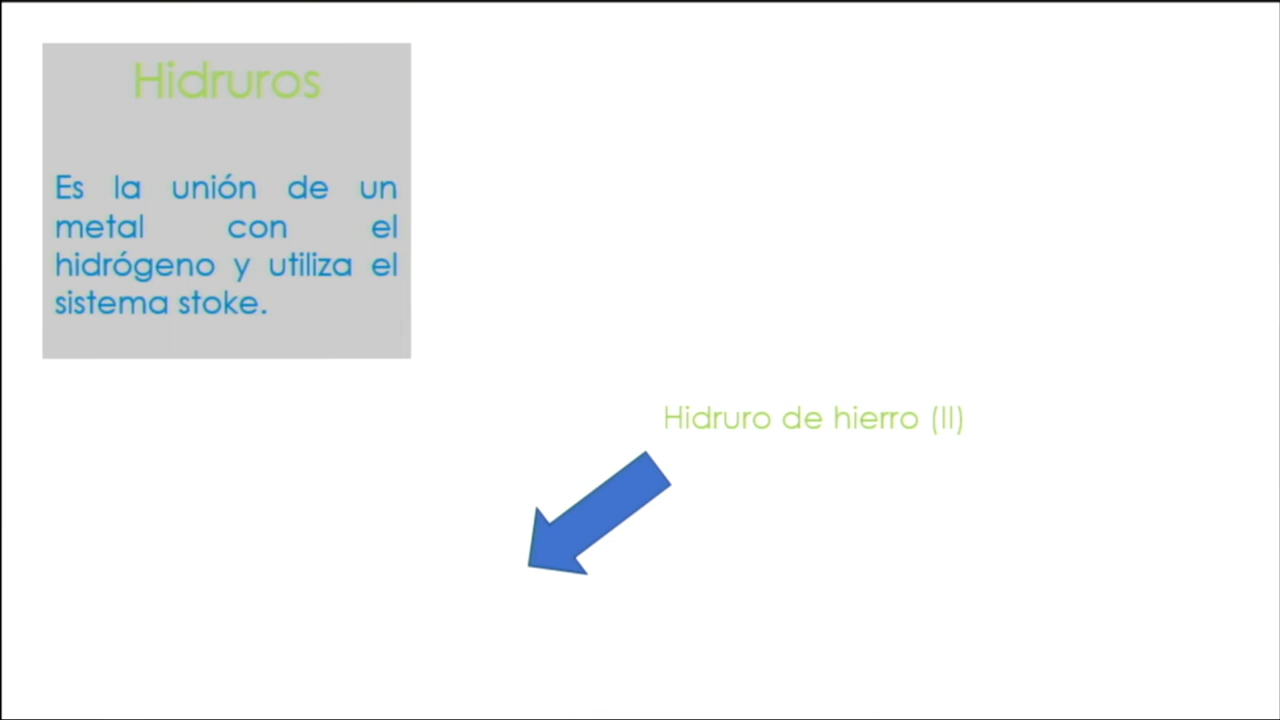 Hidruros
Es la unión de un
metal con el
hidrógeno y utiliza el
sistema stoke.
Hidruro de hierro (II)